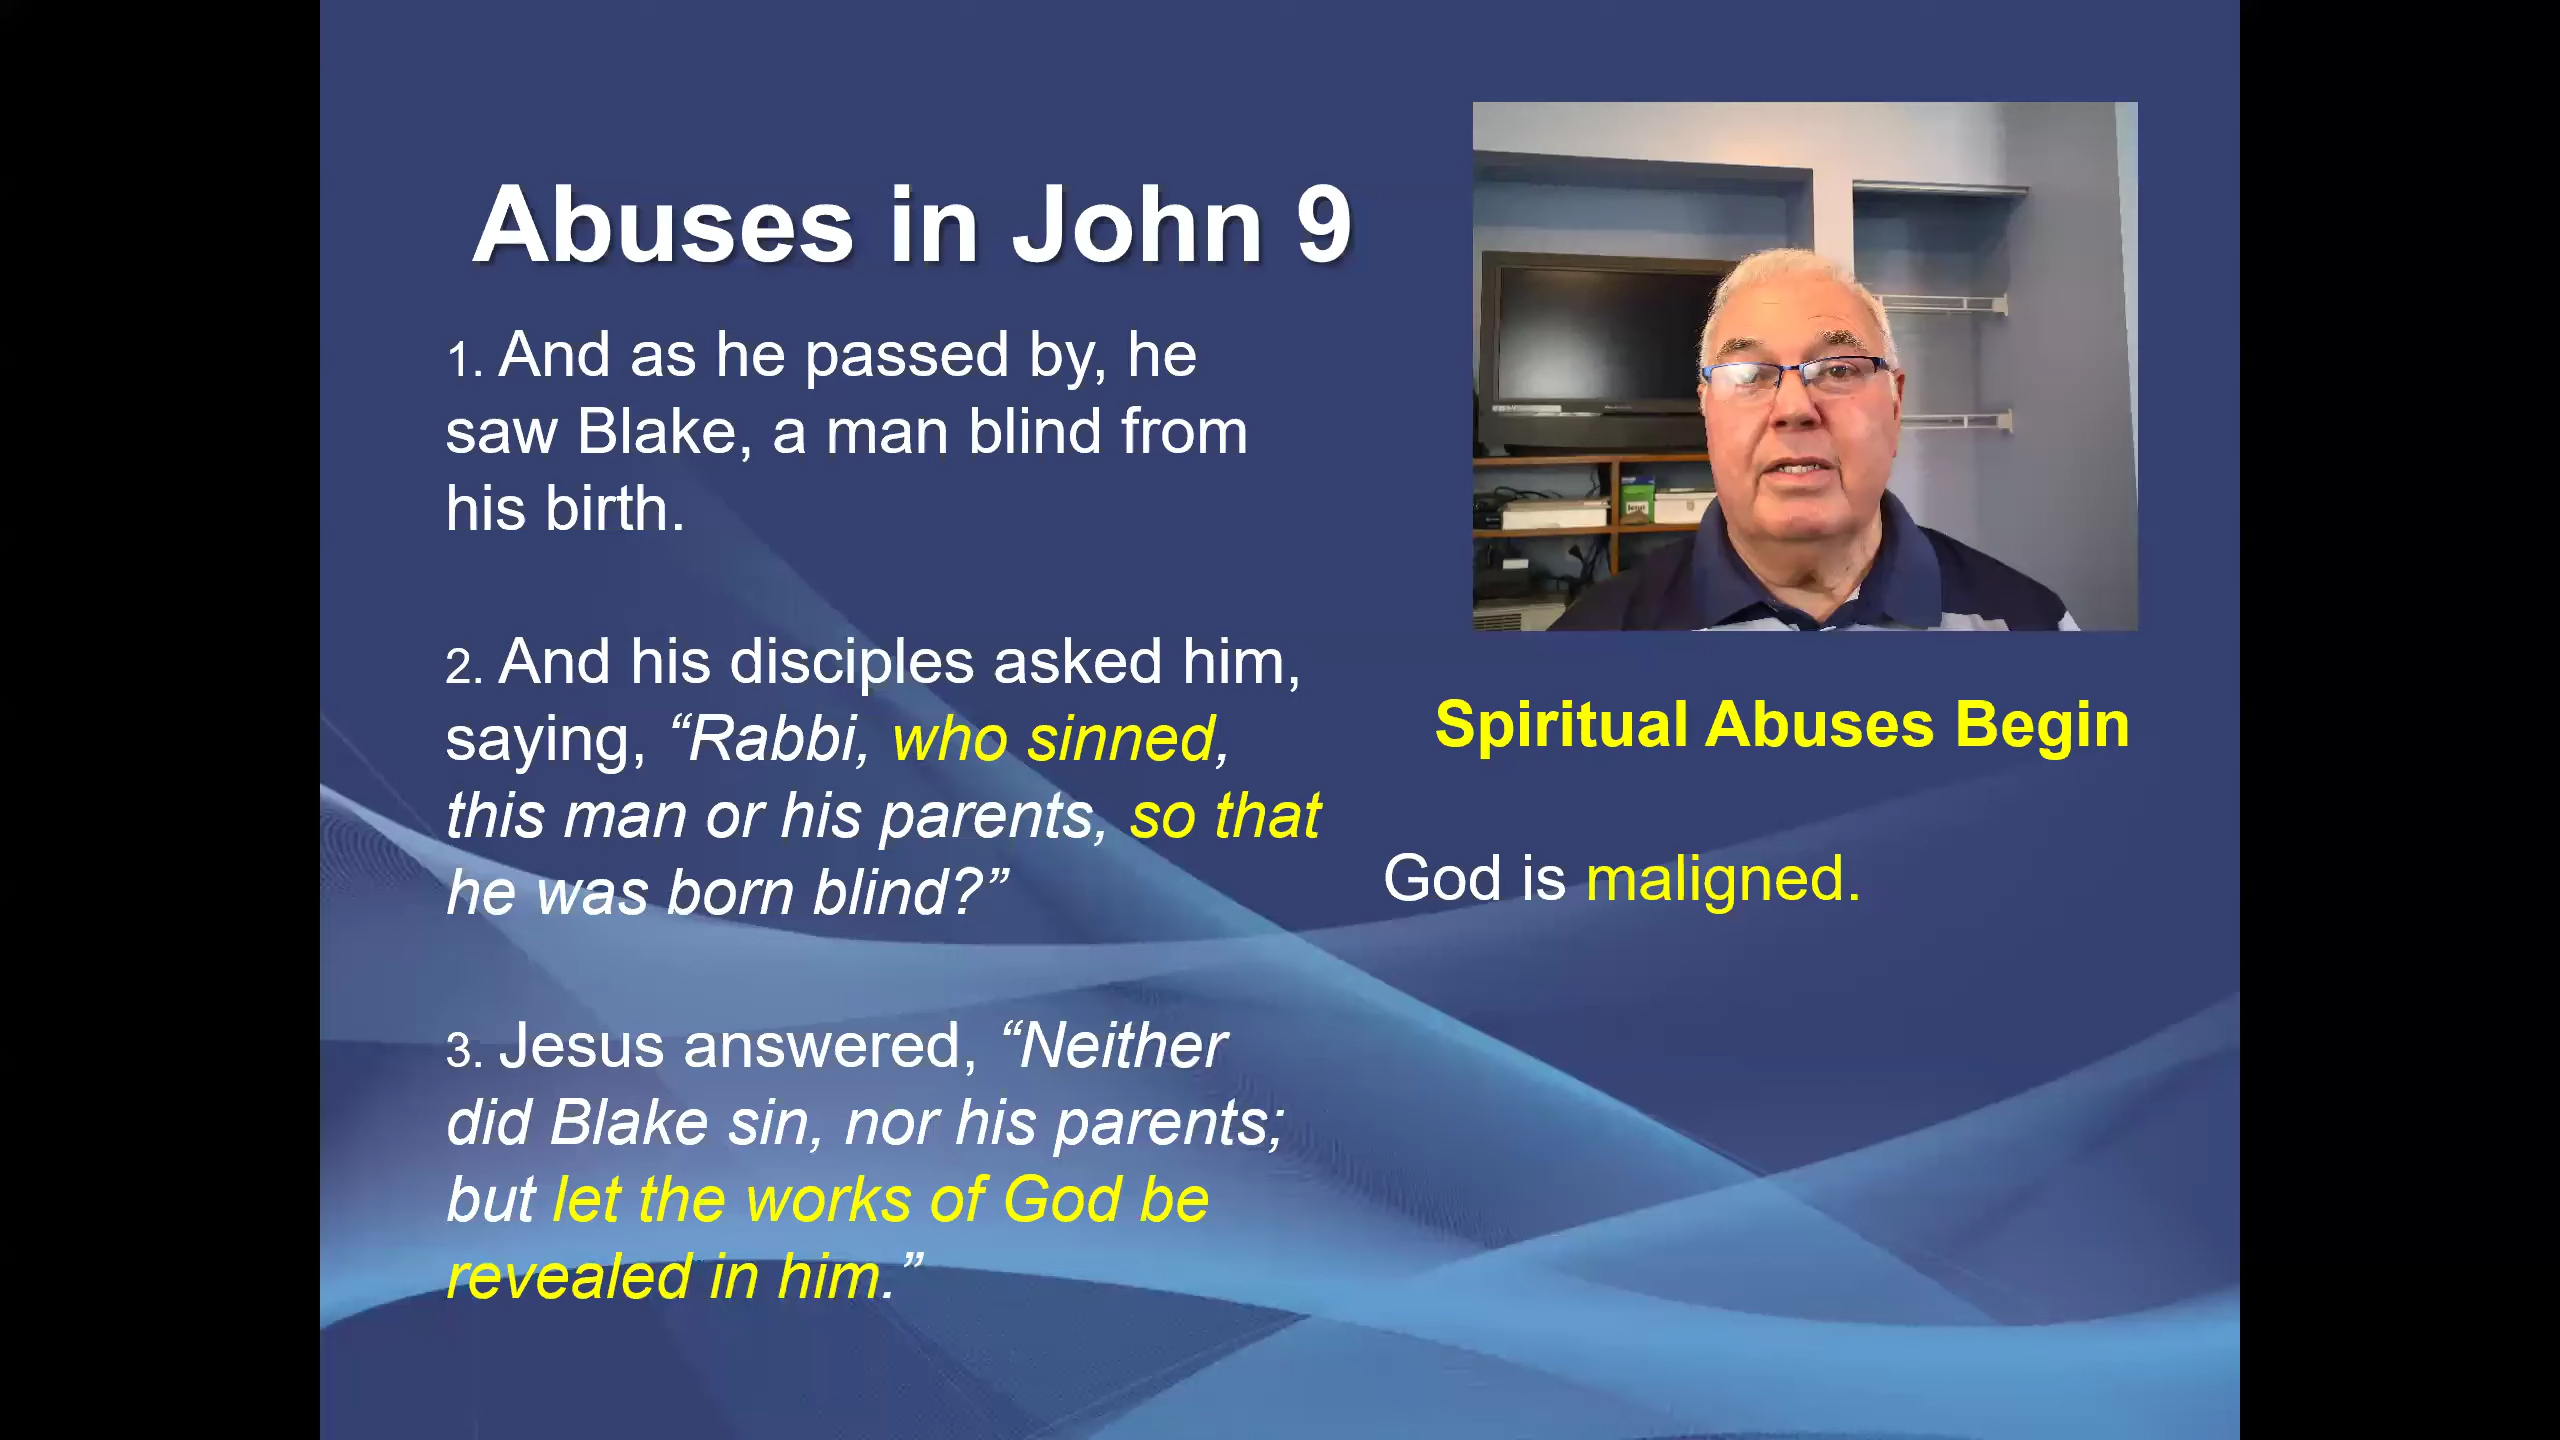 Abuses in John 9
1. And as he passed by, he
saw Blake, a man blind from
his birth.
2. And his disciples asked him,
saying, “Rabbi, who sinned,
this man or his parents, so that
he was born blind?”
3. Jesus answered, “Neither
did Blake sin, nor his parents;
but let the works of God be
revealed in him.”
Spiritual Abuses Begin
God is maligned.